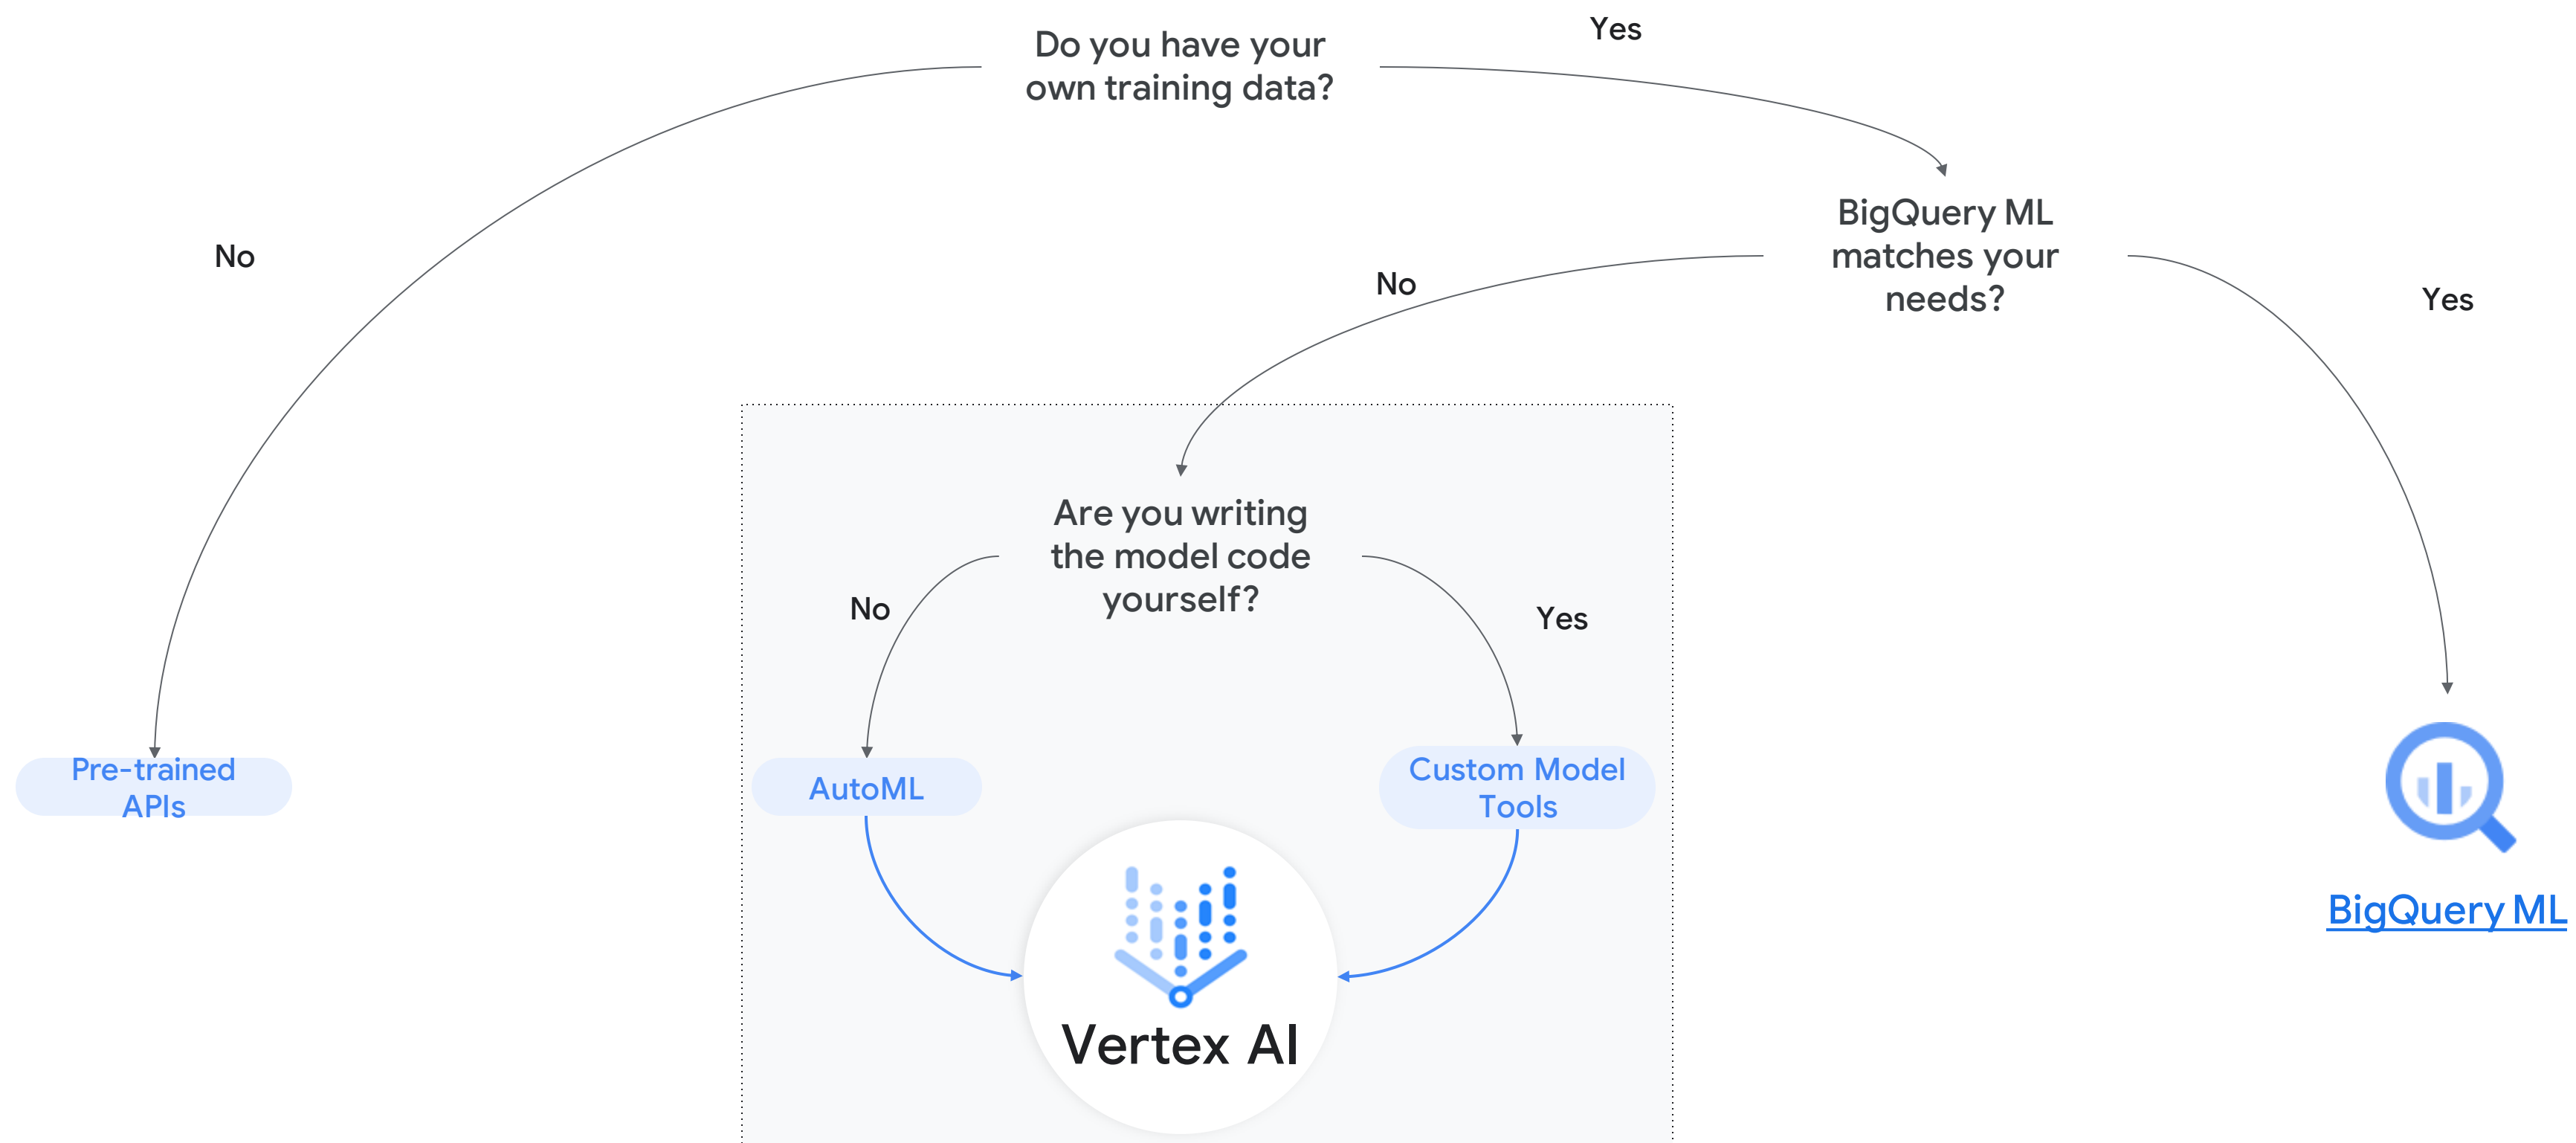 Do you have your
own training data?
Yes
No
BigQuery ML
matches your
needs?
No
Yes
Are you writing
the model code
yourself?
No
Yes
Pre-trained
APIs
AutoML
Custom Model
Tools
BigQuery ML
Vertex AI